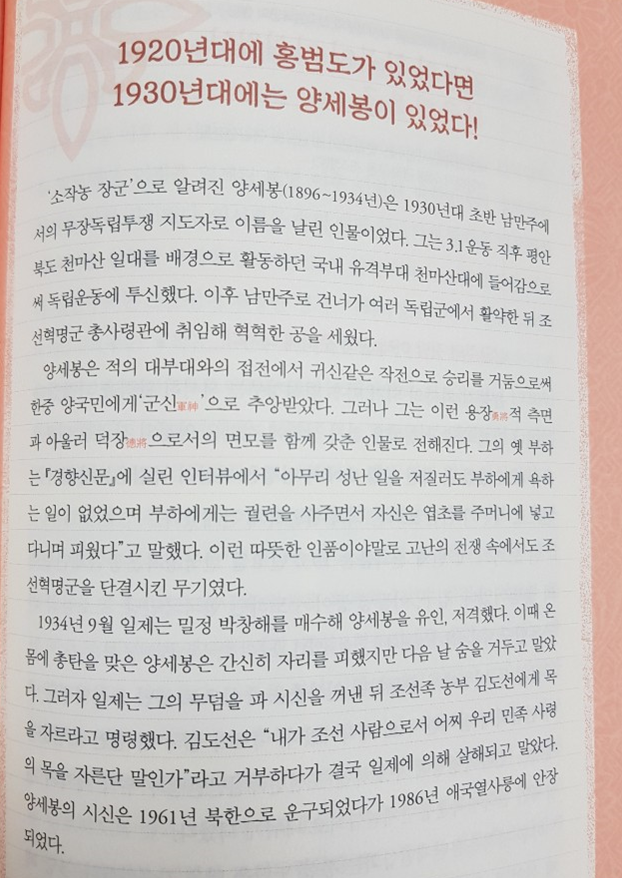 1920년대에 홍범도가 있었다면
1930년대에는 양세봉이 있었다!
‘소작농 장군’으로 알려진 양세봉(1896~1934년)은 1930년대 초반 남만주에
서의 무장독립투쟁 지도자로 이름을 날린 인물이었다. 그는 3.1운동 직후 평안
북도 천마산 일대를 배경으로 활동하던 국내 유격부대 천마산대에 들어감으로
써 독립운동에 투신했다. 이후 남만주로 건너가 여러 독립군에서 활약한 뒤 조
선혁명군 총사령관에 취임해 혁혁한 공을 세웠다.
양세봉은 적의 대부대와의 접전에서 귀신같은 작전으로 승리를 거둠으로써
한중 양국민에게 ‘군신軍神’으로 추앙받았다. 그러나 그는 이런 용장勇將적 측면
과 아울러 덕장德將으로서의 면모를 함께 갖춘 인물로 전해진다. 그의 옛 부하
는 『경향신문』에 실린 인터뷰에서 “아무리 성난 일을 저질러도 부하에게 욕하
는 일이 없었으며 부하에게는 궐련을 사주면서 자신은 엽초를 주머니에 넣고
다니며 피웠다”고 말했다. 이런 따뜻한 인품이야말로 고난의 전쟁 속에서도 조
선혁명군을 단결시킨 무기였다.
1934년 9월 일제는 밀정 박창해를 매수해 양세봉을 유인, 저격했다. 이때 온
몸에 총탄을 맞은 양세봉은 간신히 자리를 피했지만 다음 날 숨을 거두고 말았
다. 그러자 일제는 그의 무덤을 파 시신을 꺼낸 뒤 조선족 농부 김도선에게 목
을 자르라고 명령했다. 김도선은 “내가 조선 사람으로서 어찌 우리 민족 사령
의 목을 자른단 말인가”라고 거부하다가 결국 일제에 의해 살해되고 말았다.
양세봉의 시신은 1961년 북한으로 운구되었다가 1986년 애국열사릉에 안장
되었다.